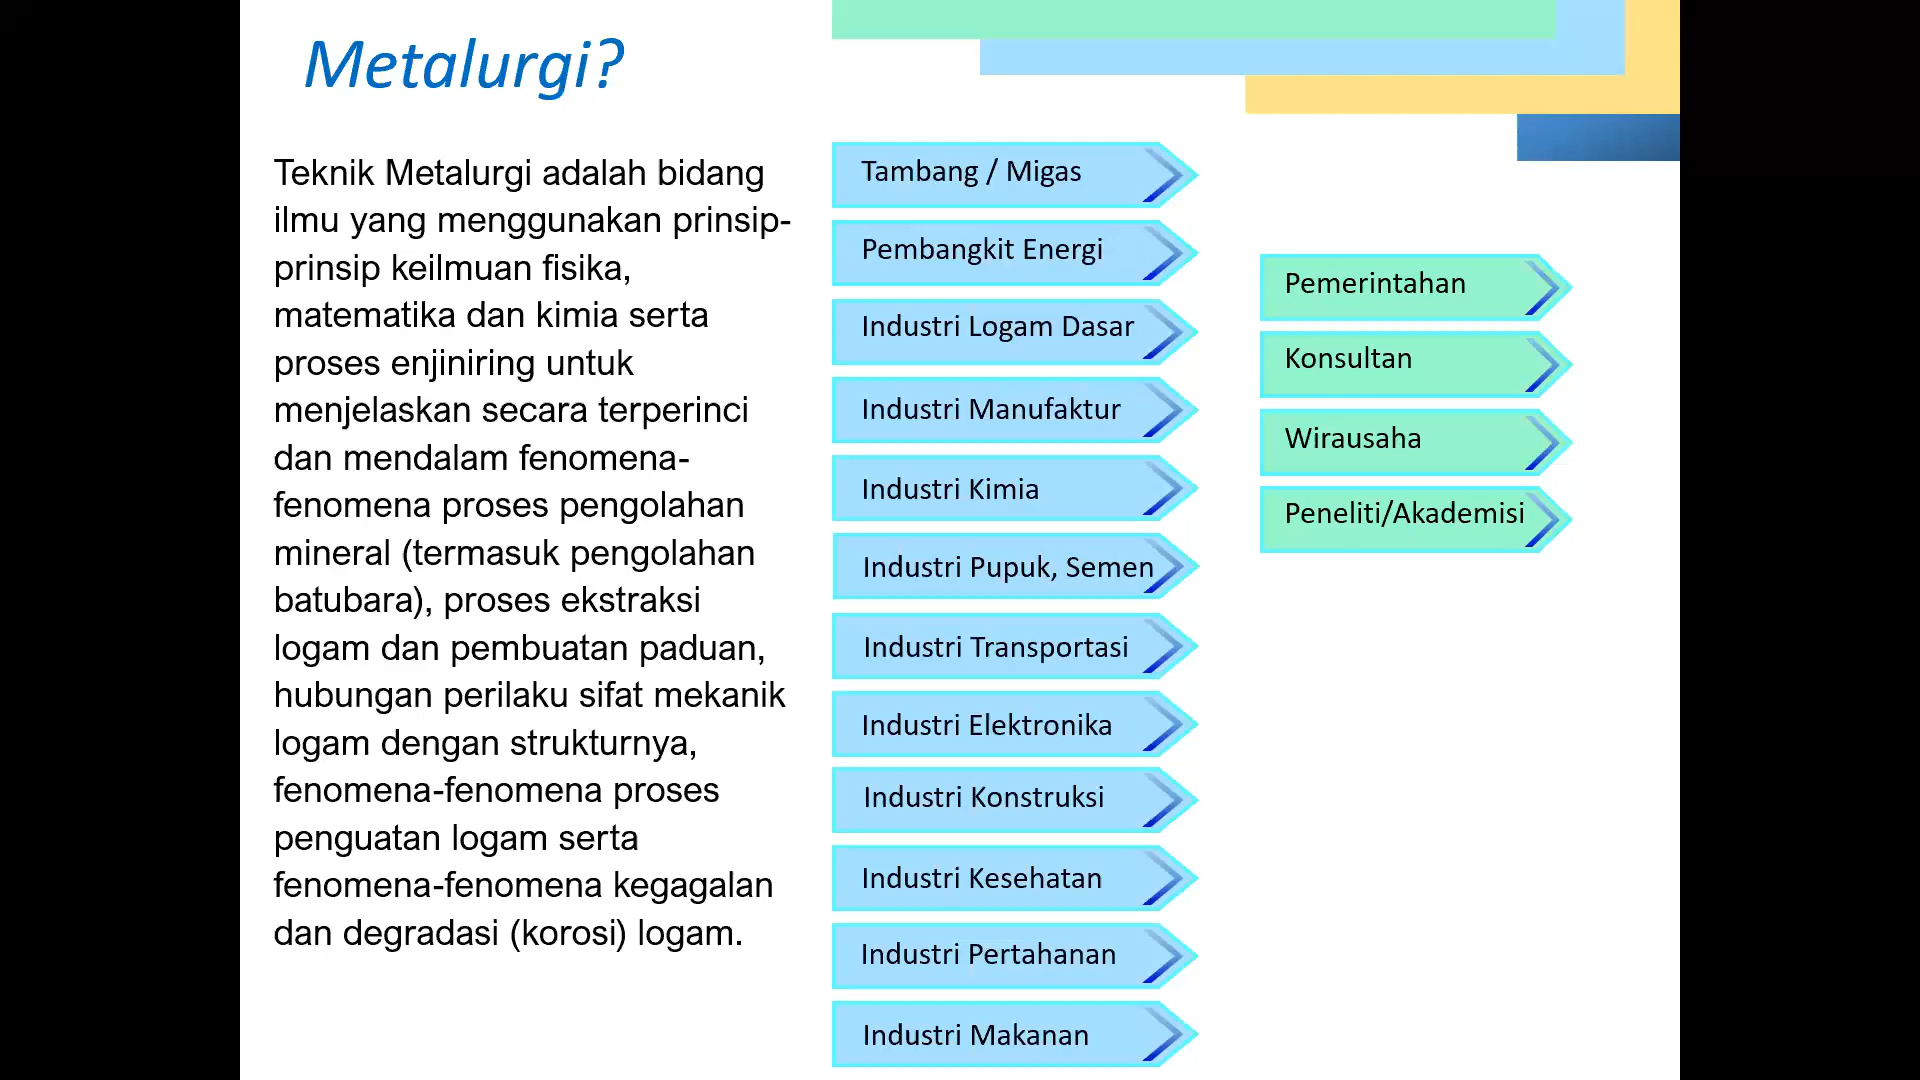 Metalurgi?
Teknik Metalurgi adalah bidang
ilmu yang menggunakan prinsip-
prinsip keilmuan fisika,
matematika dan kimia serta
proses enjiniring untuk
menjelaskan secara terperinci
dan mendalam fenomena-
fenomena proses pengolahan
mineral (termasuk pengolahan
batubara), proses ekstraksi
logam dan pembuatan paduan,
hubungan perilaku sifat mekanik
logam dengan strukturnya,
fenomena-fenomena proses
penguatan logam serta
fenomena-fenomena kegagalan
dan degradasi (korosi) logam.
Tambang / Migas
Pembangkit Energi
Industri Logam Dasar
Industri Manufaktur
Industri Kimia
Industri Pupuk, Semen
Industri Transportasi
Industri Elektronika
Industri Konstruksi
Industri Kesehatan
Industri Pertahanan
Industri Makanan
Pemerintahan
Konsultan
Wirausaha
Peneliti/Akademisi